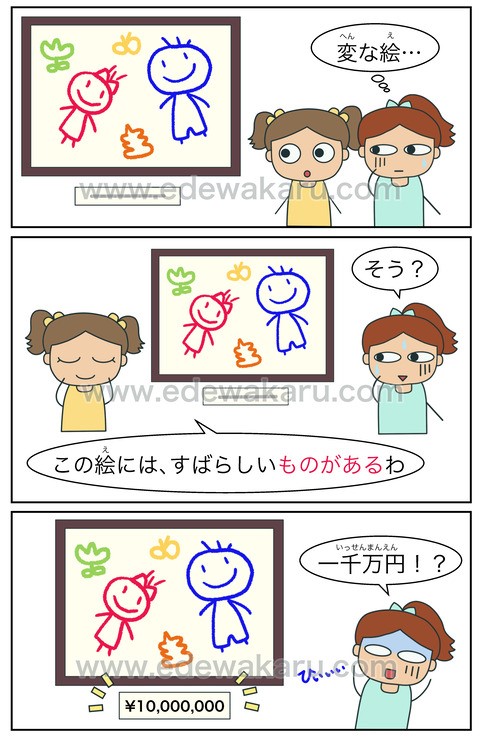 へん え
変な絵…
www.edewakaru.com
そう？
www.edewakaru.com
え
この絵には、すばらしいものがあるわ
いっせんまんえん
一千万円！？
www.edewakaru.com
ひぃぃ…
¥10,000,000